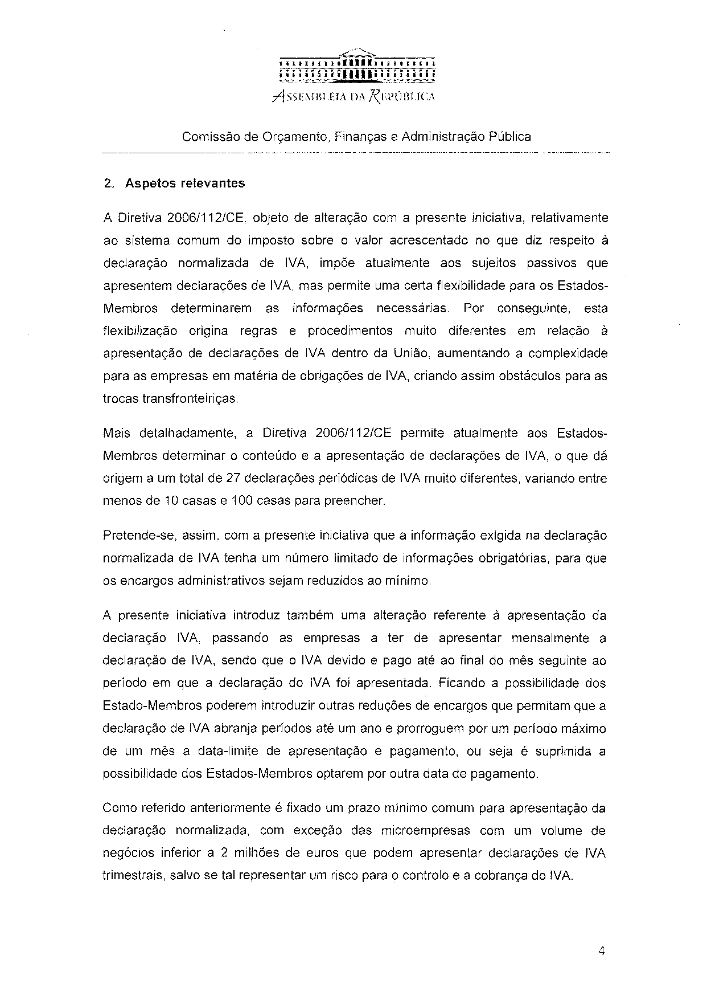 ASSEMBLEIA DA REPÚBLICA
Comissão de Orçamento, Finanças e Administração Pública
2. Aspetos relevantes
A Diretiva 2006/112/CE, objeto de alteração com a presente iniciativa, relativamente
ao sistema comum do imposto sobre o valor acrescentado no que diz respeito à
declaração normalizada de IVA, impõe atualmente aos sujeitos passivos que
apresentem declarações de IVA, mas permite uma certa flexibilidade para os Estados-
Membros determinarem as informações necessárias. Por conseguinte, esta
flexibilização origina regras e procedimentos muito diferentes em relação à
apresentação de declarações de IVA dentro da União, aumentando a complexidade
para as empresas em matéria de obrigações de IVA, criando assim obstáculos para as
trocas transfronteiriças.
Mais detalhadamente, a Diretiva 2006/112/CE permite atualmente aos Estados-
Membros determinar o conteúdo e a apresentação de declarações de IVA, o que dá
origem a um total de 27 declarações periódicas de IVA muito diferentes, variando entre
menos de 10 casas e 100 casas para preencher.
Pretende-se, assim, com a presente iniciativa que a informação exigida na declaração
normalizada de IVA tenha um número limitado de informações obrigatórias, para que
os encargos administrativos sejam reduzidos ao mínimo.
A presente iniciativa introduz também uma alteração referente à apresentação da
declaração IVA, passando as empresas a ter de apresentar mensalmente a
declaração de IVA, sendo que o IVA devido e pago até ao final do mês seguinte ao
período em que a declaração do IVA foi apresentada. Ficando a possibilidade dos
Estado-Membros poderem introduzir outras reduções de encargos que permitam que a
declaração de IVA abranja períodos até um ano e prorroguem por um período máximo
de um mês a data-limite de apresentação e pagamento, ou seja é suprimida a
possibilidade dos Estados-Membros optarem por outra data de pagamento.
Como referido anteriormente é fixado um prazo mínimo comum para apresentação da
declaração normalizada, com exceção das microempresas com um volume de
negócios inferior a 2 milhões de euros que podem apresentar declarações de IVA
trimestrais, salvo se tal representar um risco para o controlo e a cobrança do IVA.
4